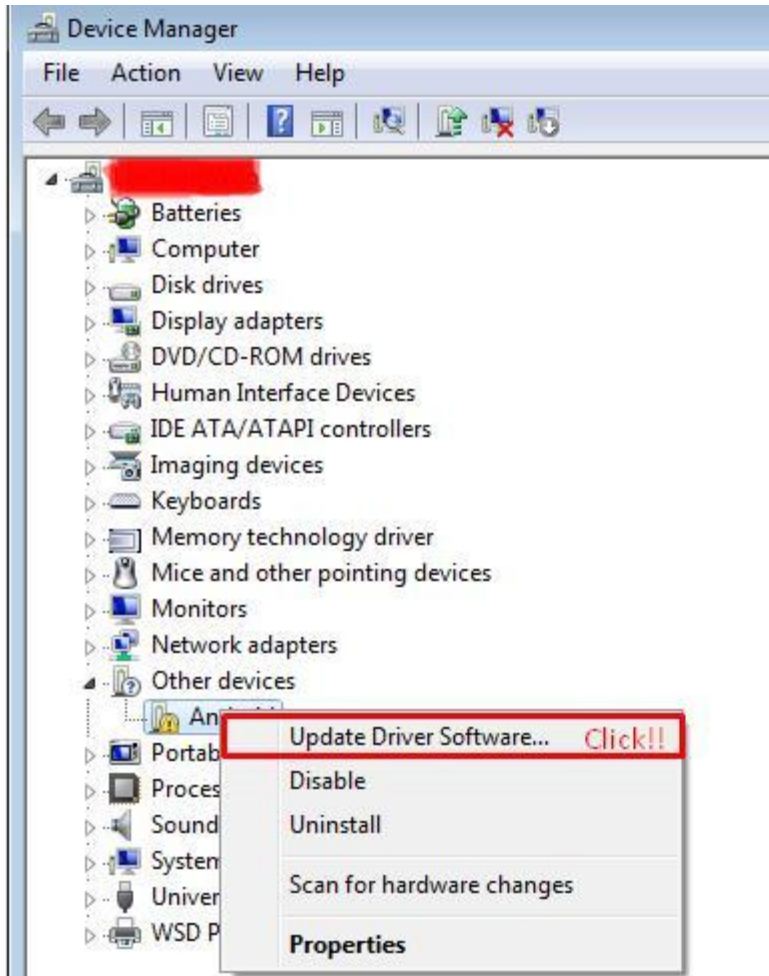 Device Manager
File Action View Help
Batteries
Computer
Disk drives
Display adapters
DVD/CD-ROM drives
Human Interface Devices
IDE ATA/ATAPI controllers
Imaging devices
Keyboards
Memory technology driver
Mice and other pointing devices
Monitors
Network adapters
Other devices
Update Driver Software... Click!!
Portab
Disable
Proces
Sound
Uninstall
System
Scan for hardware changes
Univer
WSD P
Properties